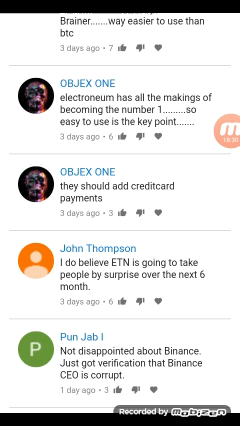 Brainer.......way easier to use than
btc
3 days ago • 7
OBJEX ONE
electroneum has all the makings of
becoming the number 1.........so
easy to use is the key point.......
3 days ago • 6
OBJEX ONE
they should add creditcard
payments
3 days ago • 3
John Thompson
I do believe ETN is going to take
people by surprise over the next 6
month.
3 days ago • 6
P
Pun Jab I
Not disappointed about Binance.
Just got verification that Binance
CEO is corrupt.
1 day ago • 3
Recorded by mobizen